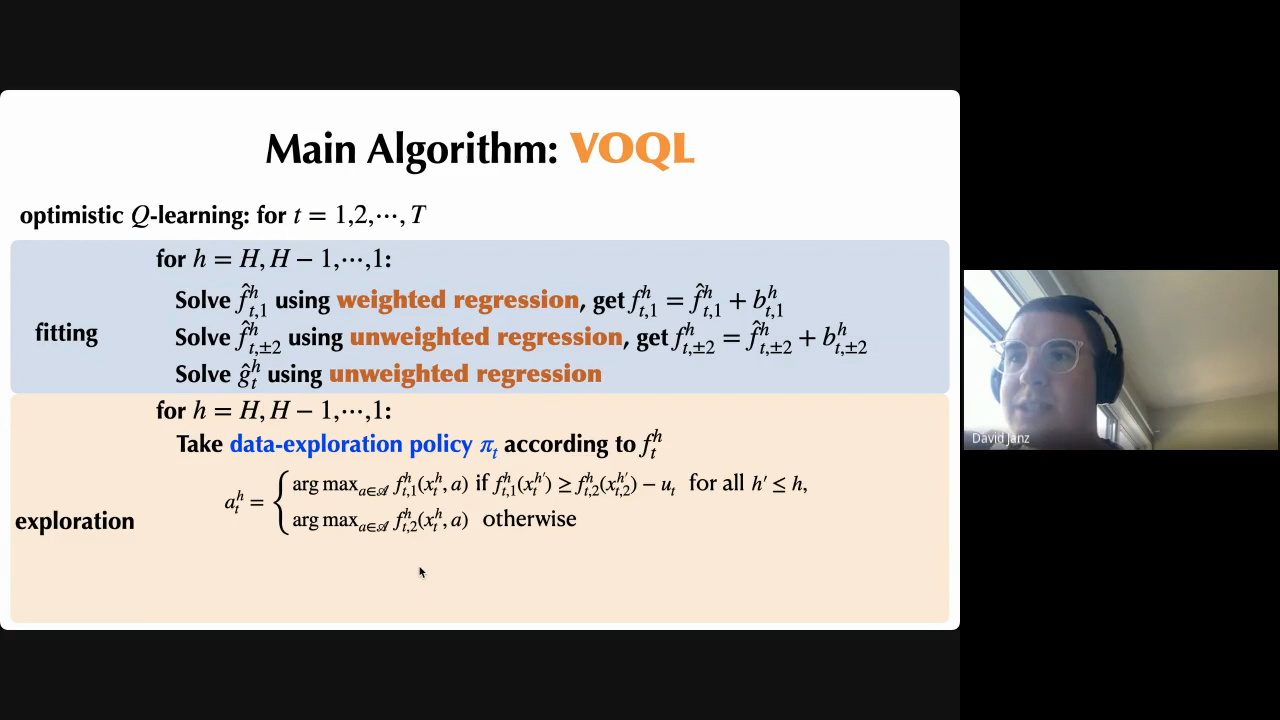 Main Algorithm: VOQL
optimistic Q-learning: for t = 1,2,⋯, T
for h = H, H − 1,⋯,1:
Solve f̂^h_{t,1} using weighted regression, get f^h_{t,1} = f̂^h_{t,1} + b^h_{t,1}
fitting
Solve f̂^h_{t,±2} using unweighted regression, get f^h_{t,±2} = f̂^h_{t,±2} + b^h_{t,±2}
Solve ĝ^h_t using unweighted regression
for h = H, H − 1,⋯,1:
Take data-exploration policy π_t according to f^h_t
a^h_t = { arg max_{a∈𝒜} f^h_{t,1}(x^h_t, a) if f^h_{t,1}(x^{h′}_t) ≥ f^h_{t,2}(x^{h′}_{t,2}) − u_t for all h′ ≤ h,
arg max_{a∈𝒜} f^h_{t,2}(x^h_t, a) otherwise
exploration
David Janz